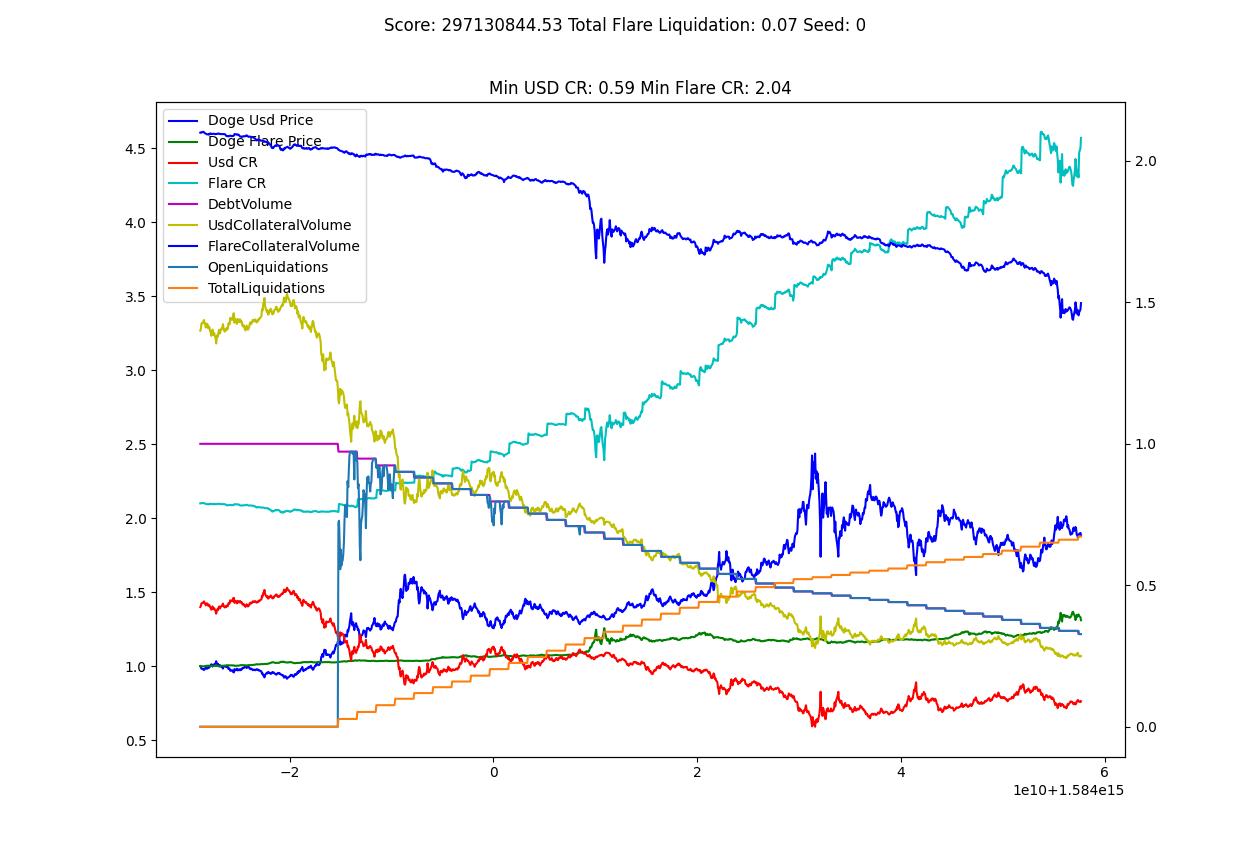 Score: 297130844.53 Total Flare Liquidation: 0.07 Seed: 0
Min USD CR: 0.59 Min Flare CR: 2.04
Doge Usd Price
Doge Flare Price
Usd CR
Flare CR
DebtVolume
UsdCollateralVolume
FlareCollateralVolume
OpenLiquidations
TotalLiquidations
4.5
4.0
3.5
3.0
2.5
2.0
1.5
1.0
0.5
2.0
1.5
1.0
0.5
0.0
−2
0
2
4
6
1e10+1.584e15